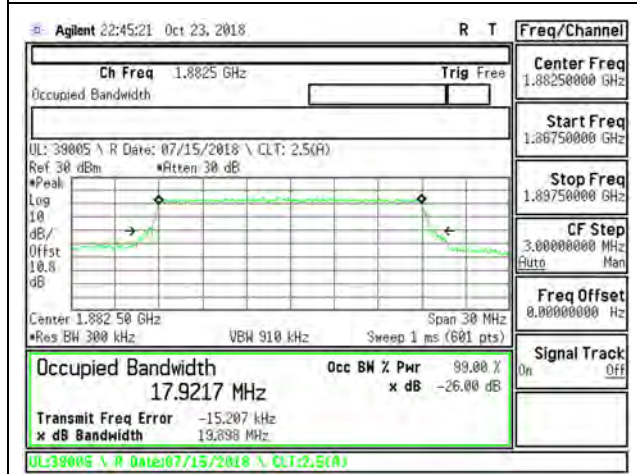 Agilent 22:45:21 Oct 23, 2018 R T
Freq/Channel
Ch Freq 1.8825 GHz Trig Free
Occupied Bandwidth
Center Freq
1.88250000 GHz
Start Freq
1.86750000 GHz
Stop Freq
1.89750000 GHz
CF Step
3.00000000 MHz
Auto Man
Freq Offset
0.00000000 Hz
Signal Track
On Off
UL: 39005 \ R Date: 07/15/2018 \ CLT: 2.5(A)
Ref 30 dBm *Atten 30 dB
*Peak
Log
10
dB/
Offst
10.8
dB
Center 1.882 50 GHz Span 30 MHz
*Res BW 300 kHz VBW 910 kHz Sweep 1 ms (601 pts)
Occupied Bandwidth Occ BW % Pwr 99.00 %
17.9217 MHz x dB -26.00 dB
Transmit Freq Error -15.207 kHz
x dB Bandwidth 19.898 MHz
UL:39005 \ R Date:07/15/2018 \ CLT:2.5(A)